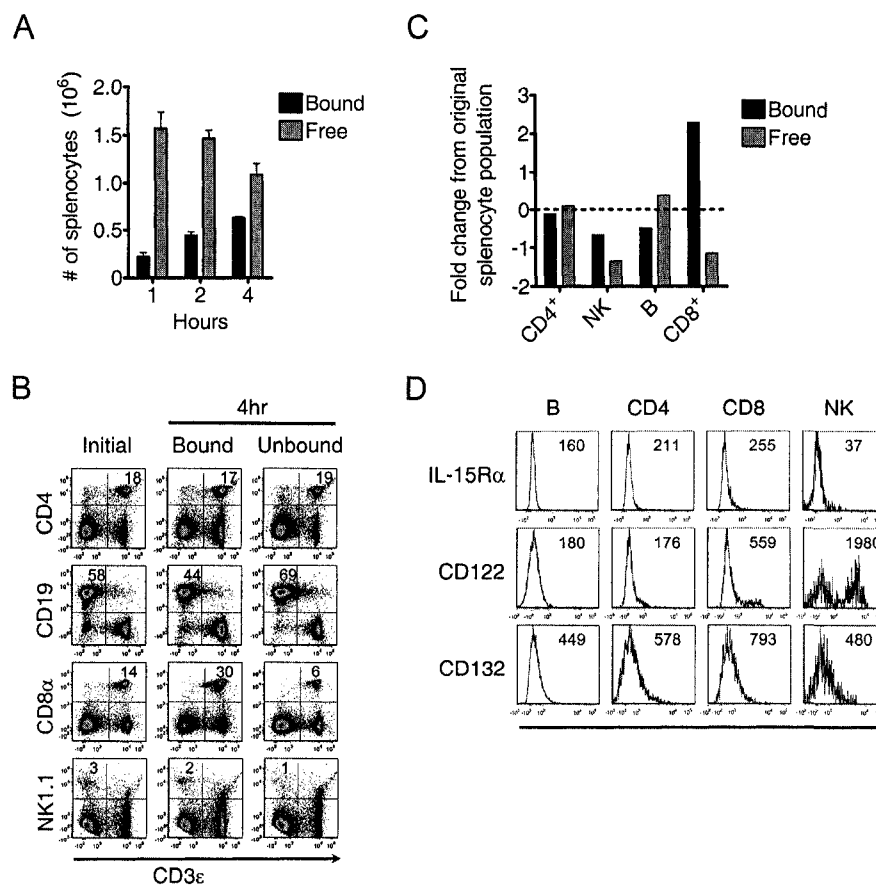 A
# of splenocytes (10⁶)
2.0
1.5
1.0
0.5
0
1 2 4
Hours
Bound
Free
C
Fold change from original
splenocyte population
3
2
1
0
-1
-2
CD4⁺ NK B CD8⁺
Bound
Free
B
4hr
Initial Bound Unbound
CD4 18 17 19
CD19 58 44 69
CD8α 14 30 6
NK1.1 3 2 1
CD3ε
D
B CD4 CD8 NK
IL-15Rα 160 211 255 37
CD122 180 176 559 1980
CD132 449 578 793 480